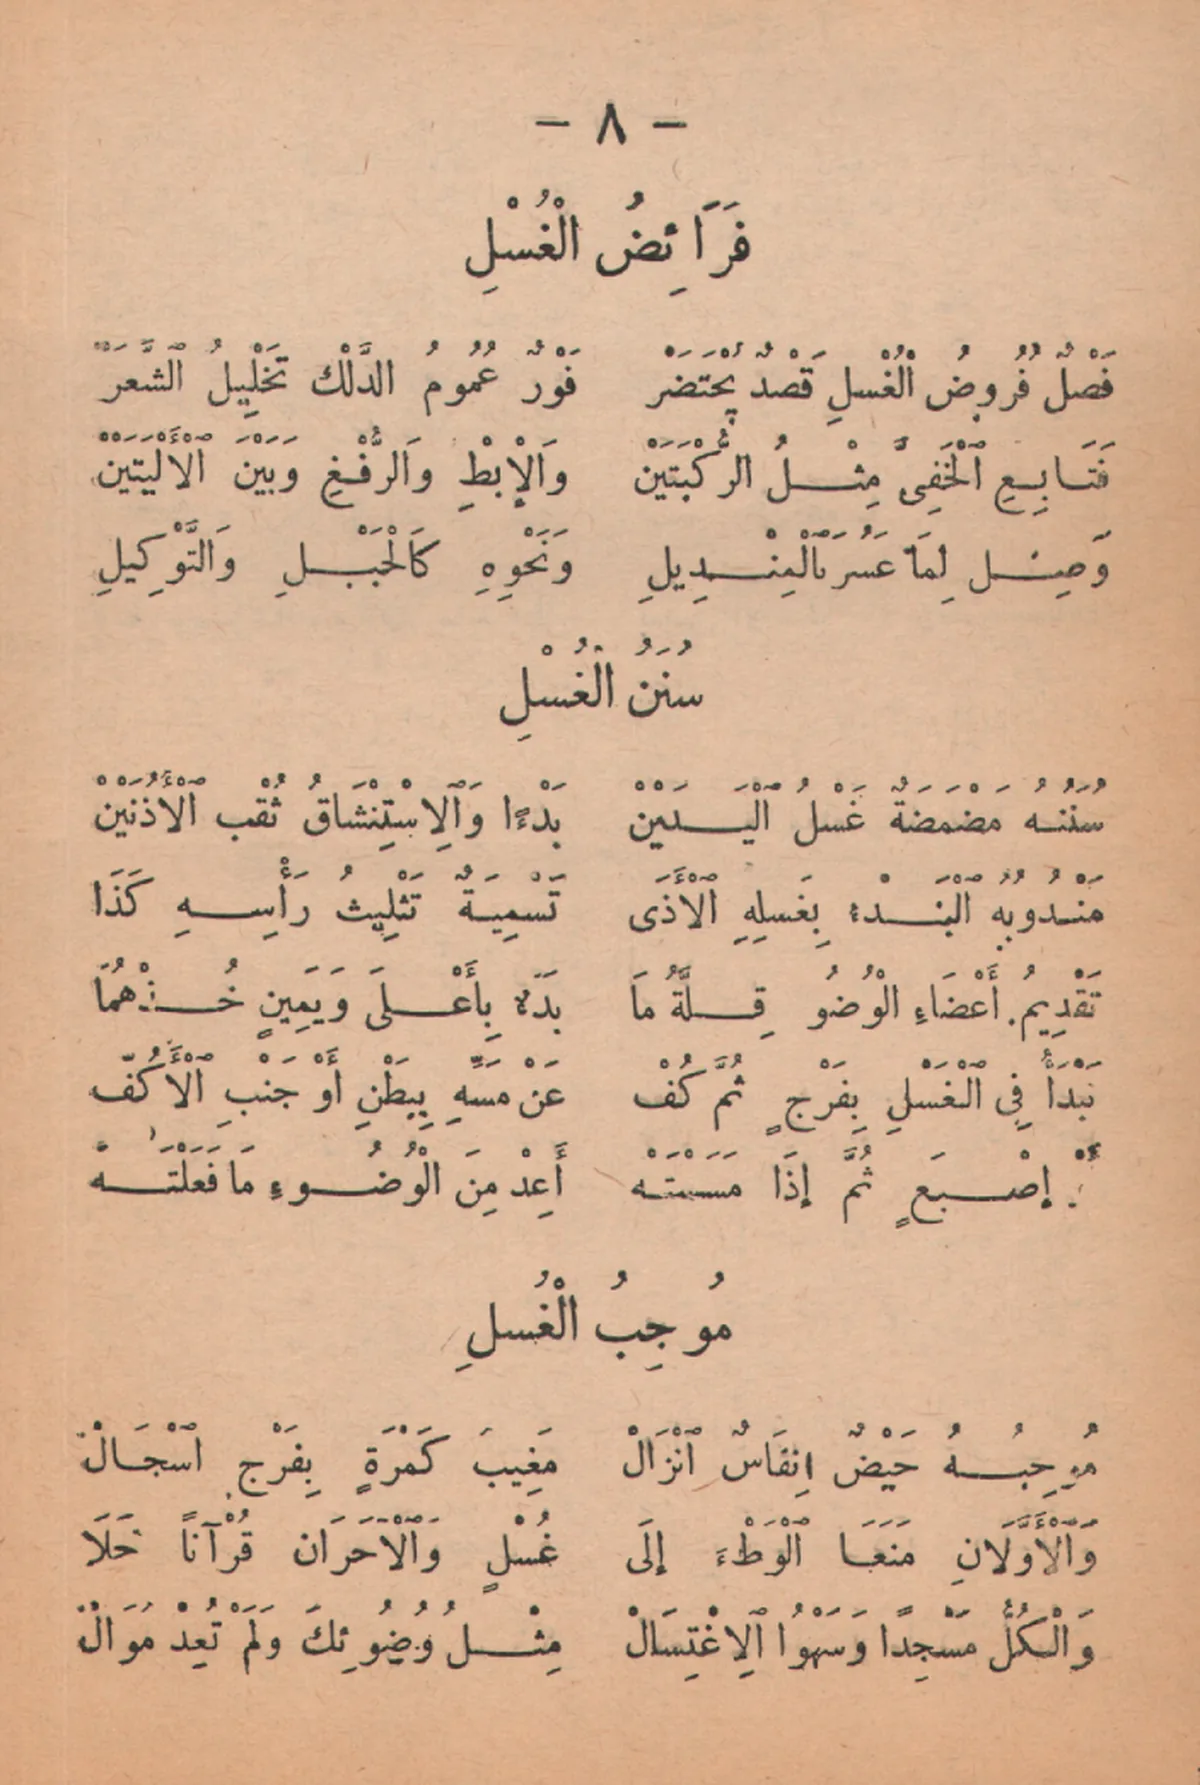 - ٨ -
فَرَائِضُ الْغُسْلِ
فَصْلٌ فُرُوضُ الْغُسْلِ قَصْدٌ يُحْتَضَرْ فَوْرٌ عُمُومُ الدَّلْكِ تَخْلِيلُ الشَّعَرْ
فَتَابِعِ الْخَفِيَّ مِثْلُ الرُّكْبَتَيْنْ وَالْإِبْطِ وَالرُّفْغِ وَبَيْنَ الْأَلْيَتَيْنْ
وَصِلْ لِمَا عَسُرَ بِالْمِنْدِيلِ وَنَحْوِهِ كَالْحَبْلِ وَالتَّوْكِيلِ
سُنَنُ الْغُسْلِ
سُنَنُهُ مَضْمَضَةٌ غَسْلُ الْيَدَيْنْ بَدْءًا وَالِاسْتِنْشَاقُ ثُقْبُ الْأُذْنَيْنْ
مَنْدُوبُهُ الْبَدْءُ بِغَسْلِهِ الْأَذَى تَسْمِيَةٌ تَثْلِيثُ رَأْسِهِ كَذَا
تَقْدِيمُ أَعْضَاءِ الْوُضُو قِلَّةُ مَا بَدْءٌ بِأَعْلَى وَيَمِينٍ خُذْهُمَا
تَبْدَأُ فِي الْغَسْلِ بِفَرْجٍ ثُمَّ كُفْ عَنْ مَسِّهِ بِبَطْنِ أَوْ جَنْبِ الْأَكُفّْ
أَوْ إِصْبَعٍ ثُمَّ إِذَا مَسَسْتَهْ أَعِدْ مِنَ الْوُضُوءِ مَا فَعَلْتَهْ
مُوجِبُ الْغُسْلِ
مُوجِبُهُ حَيْضٌ نِفَاسٌ انْزَالْ مَغِيبُ كَمْرَةٍ بِفَرْجٍ اسْجَالْ
وَالْأَوَّلَانِ مَنَعَا الْوَطْءَ إِلَى غُسْلٍ وَالْآخَرَانِ قُرْآنًا خَلَا
وَالْكُلُّ مَسْجِداً وَسَهْوُ الِاغْتِسَالْ مِثْلُ وُضُوئِكَ وَلَمْ تُعِدْ مُوَالْ